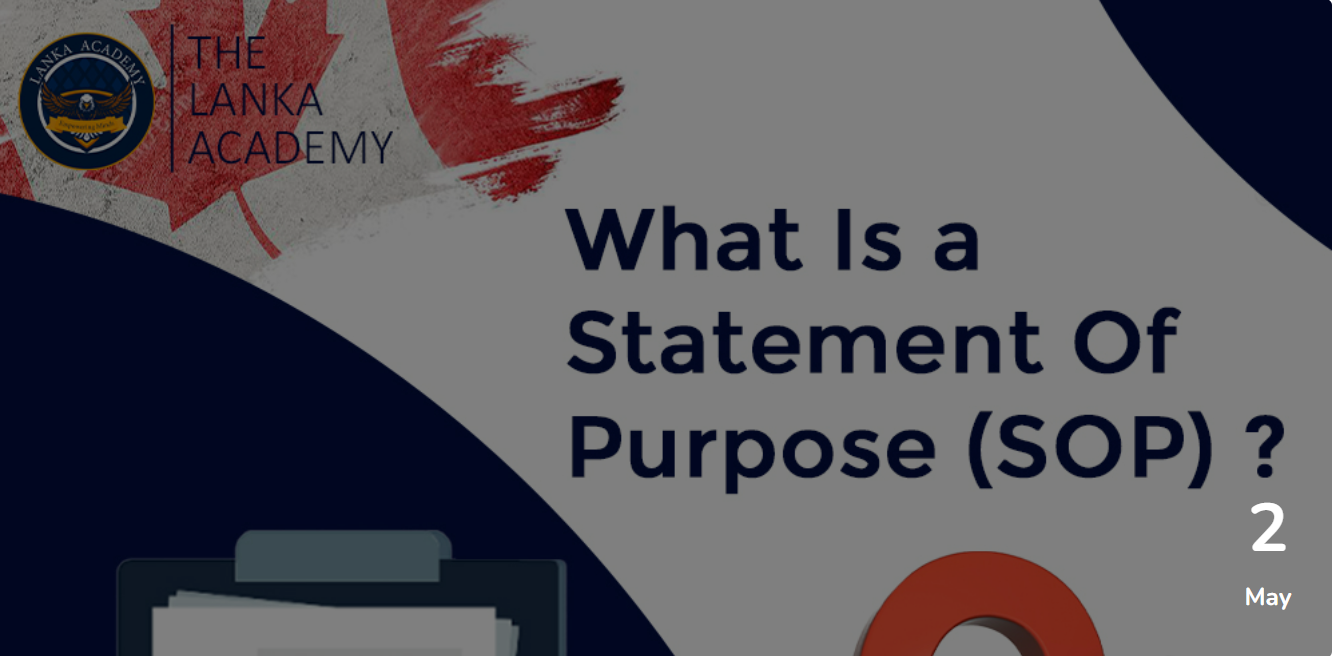 LANKA ACADEMY
Empowering Minds
THE
LANKA
ACADEMY
What Is a
Statement Of
Purpose (SOP) ?
2
May